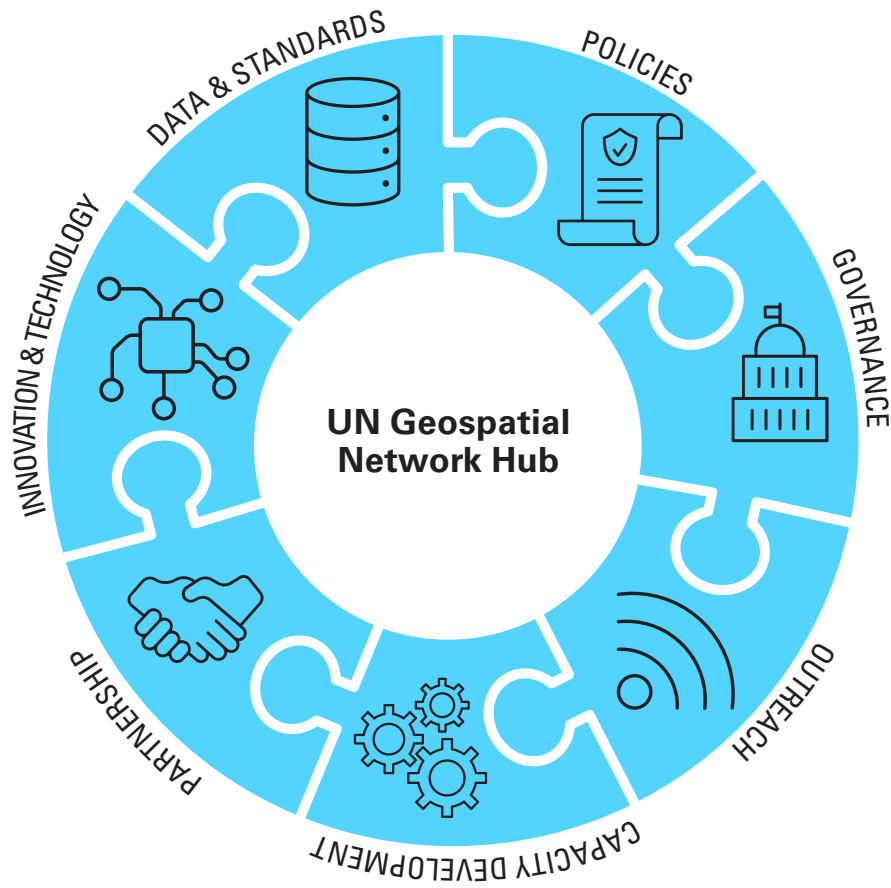 DATA & STANDARDS
POLICIES
GOVERNANCE
OUTREACH
CAPACITY DEVELOPMENT
PARTNERSHIP
INNOVATION & TECHNOLOGY
UN Geospatial
Network Hub